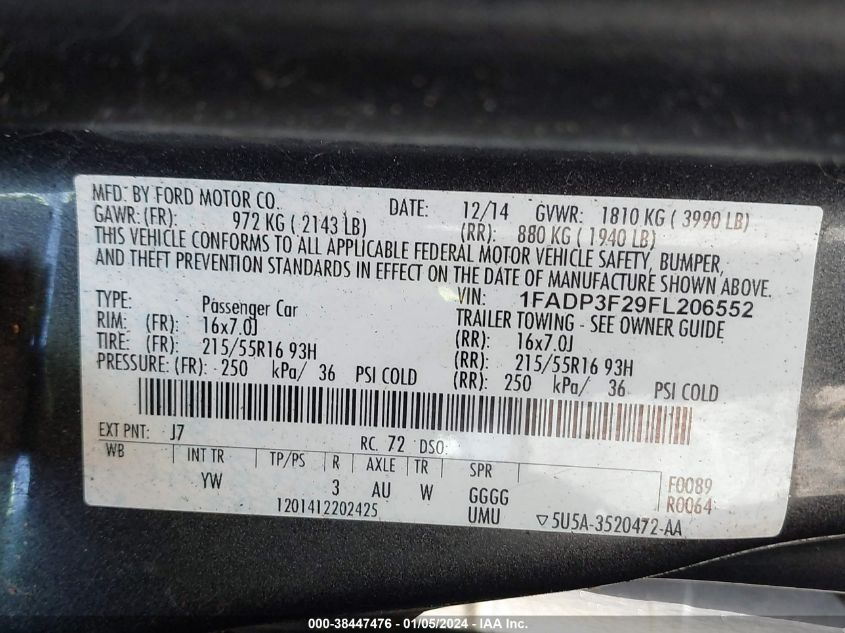 MFD. BY FORD MOTOR CO. DATE: 12/14 GVWR: 1810 KG ( 3990 LB)
GAWR: (FR): 972 KG ( 2143 LB) (RR): 880 KG ( 1940 LB)
THIS VEHICLE CONFORMS TO ALL APPLICABLE FEDERAL MOTOR VEHICLE SAFETY, BUMPER,
AND THEFT PREVENTION STANDARDS IN EFFECT ON THE DATE OF MANUFACTURE SHOWN ABOVE.
VIN: 1FADP3F29FL206552
TYPE: Passenger Car TRAILER TOWING - SEE OWNER GUIDE
RIM: (FR): 16x7.0J (RR): 16x7.0J
TIRE: (FR): 215/55R16 93H (RR): 215/55R16 93H
PRESSURE: (FR): 250 kPa/ 36 PSI COLD (RR): 250 kPa/ 36 PSI COLD
EXT PNT: J7 RC: 72 DSO:
WB INT TR TP/PS R AXLE TR SPR F0089
YW 3 AU W GGGG R0064
1201412202425 UMU ▽5U5A-3520472-AA
000-38447476 - 01/05/2024 - IAA Inc.